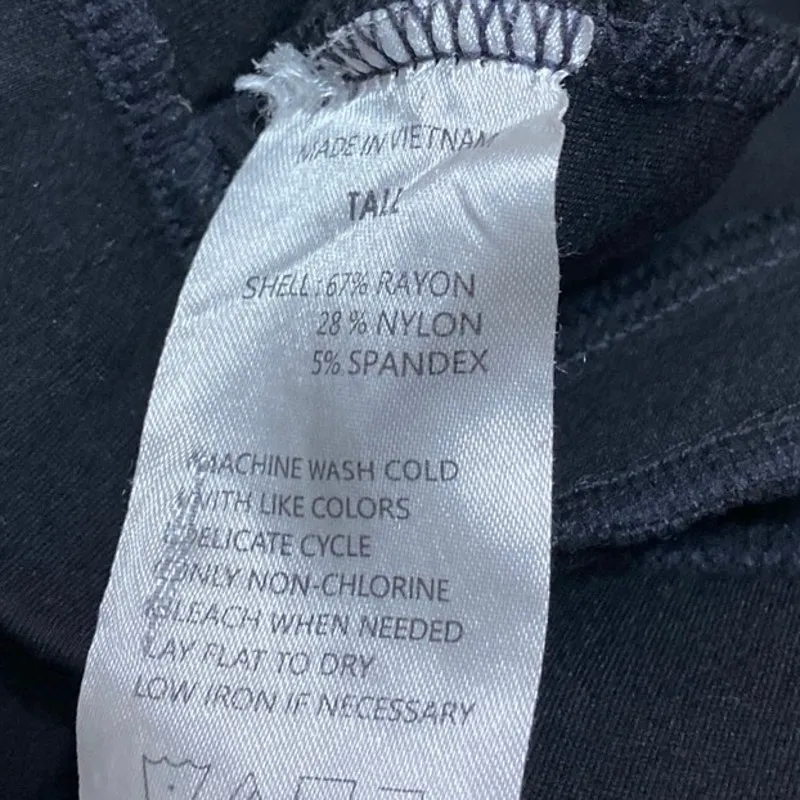 MADE IN VIETNAM
TALL
SHELL: 67% RAYON
28 % NYLON
5% SPANDEX
MACHINE WASH COLD
WITH LIKE COLORS
DELICATE CYCLE
ONLY NON-CHLORINE
BLEACH WHEN NEEDED
LAY FLAT TO DRY
LOW IRON IF NECESSARY